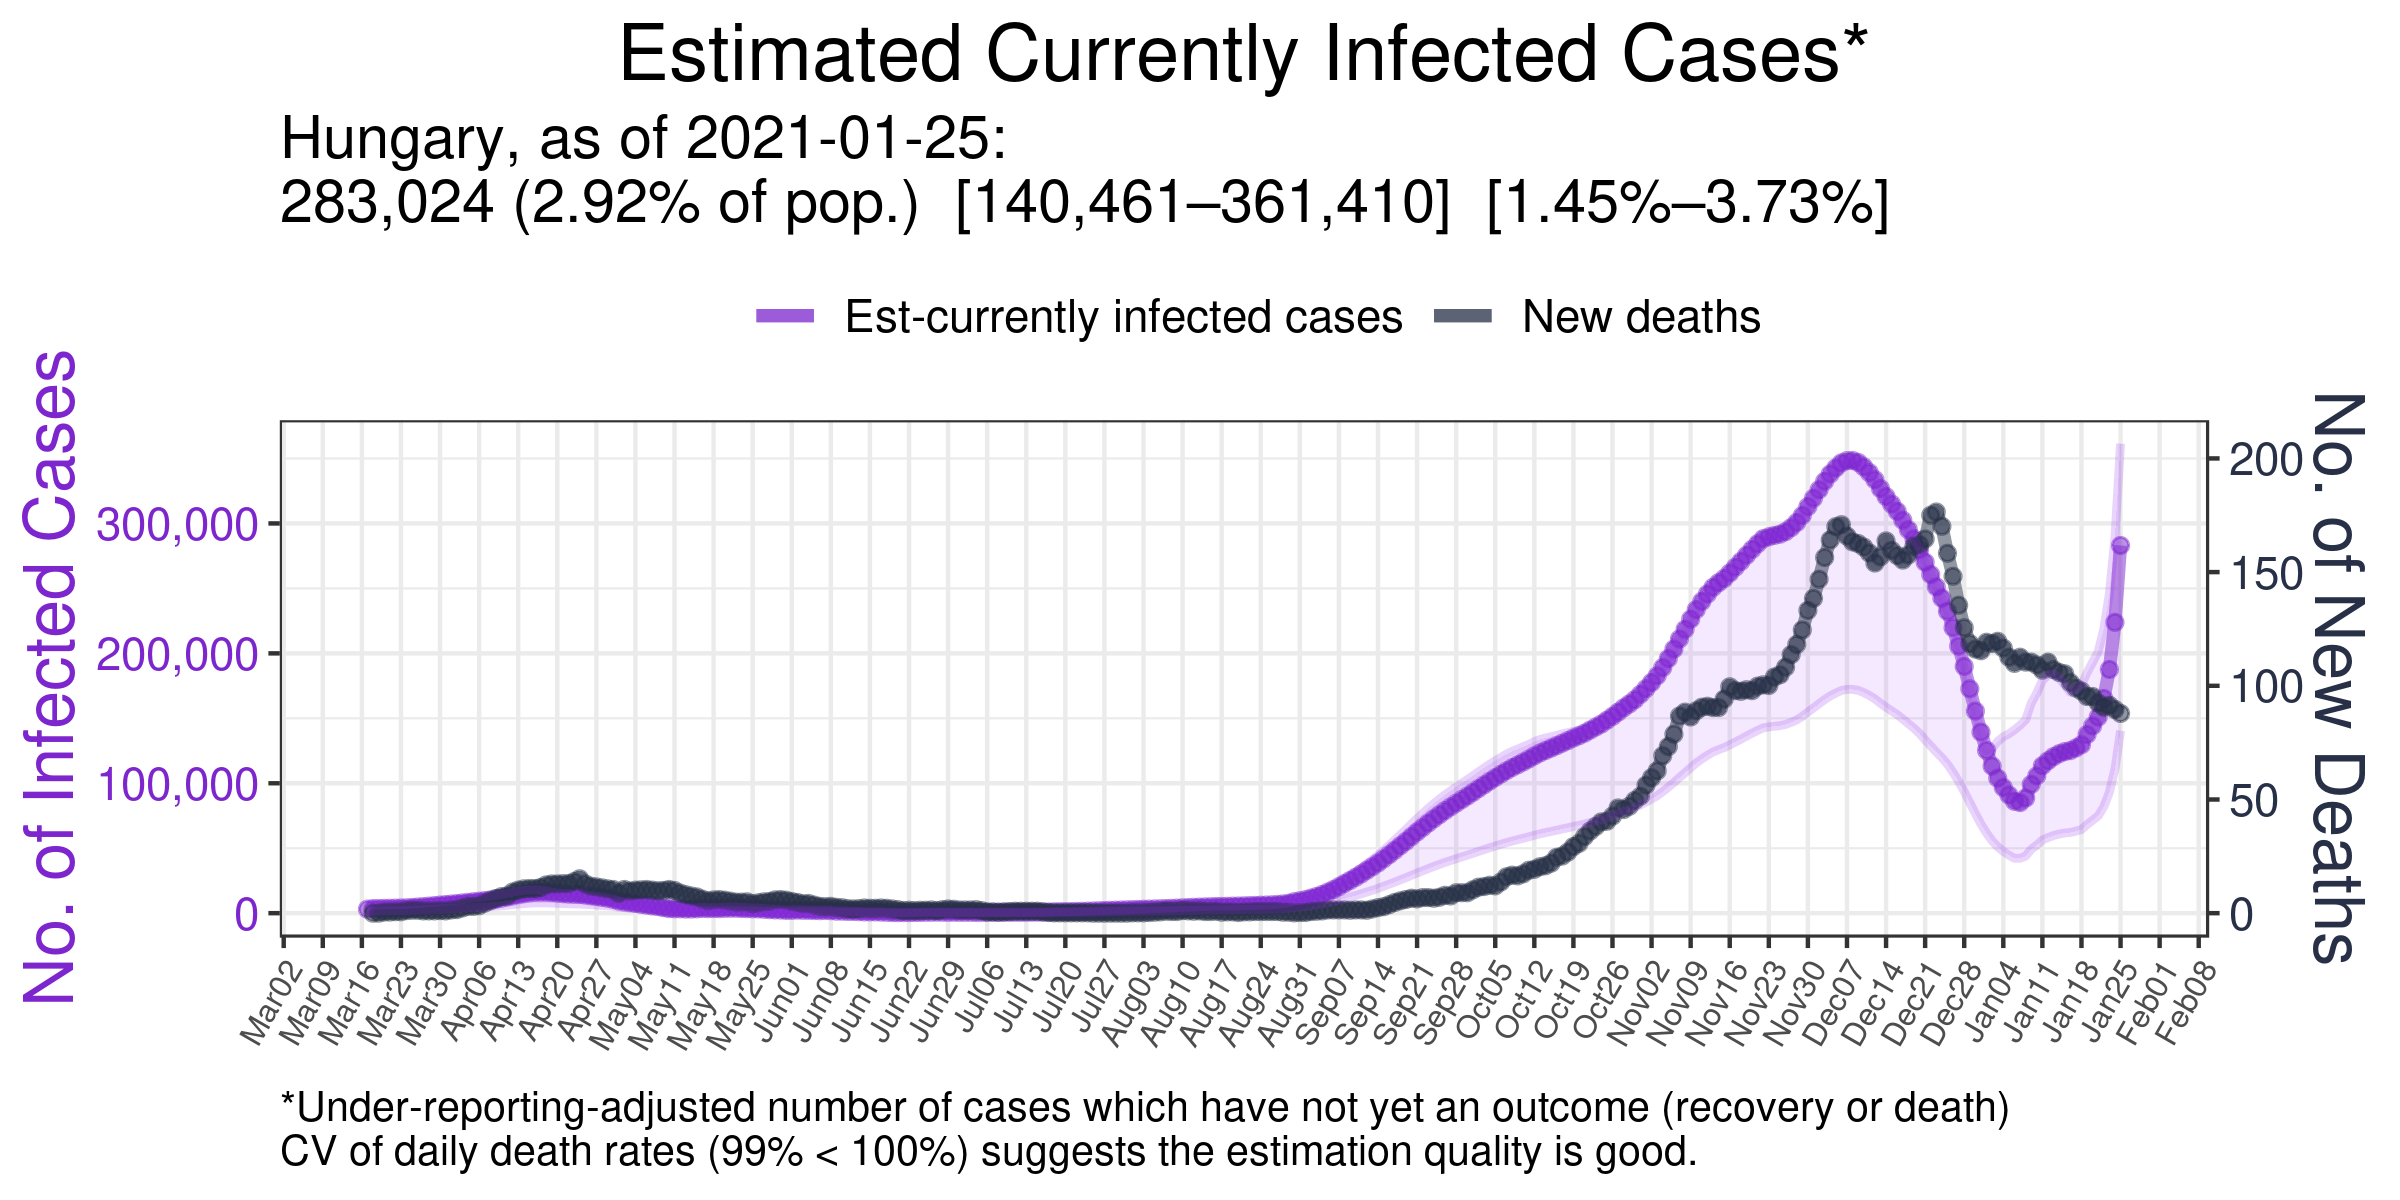 Estimated Currently Infected Cases*
Hungary, as of 2021-01-25:
283,024 (2.92% of pop.) [140,461–361,410] [1.45%–3.73%]
Est-currently infected cases New deaths
No. of Infected Cases
300,000
200,000
100,000
0
No. of New Deaths
200
150
100
50
0
Mar02 Mar09 Mar16 Mar23 Mar30 Apr06 Apr13 Apr20 Apr27 May04 May11 May18 May25 Jun01 Jun08 Jun15 Jun22 Jun29 Jul06 Jul13 Jul20 Jul27 Aug03 Aug10 Aug17 Aug24 Aug31 Sep07 Sep14 Sep21 Sep28 Oct05 Oct12 Oct19 Oct26 Nov02 Nov09 Nov16 Nov23 Nov30 Dec07 Dec14 Dec21 Dec28 Jan04 Jan11 Jan18 Jan25 Feb01 Feb08
*Under-reporting-adjusted number of cases which have not yet an outcome (recovery or death)
CV of daily death rates (99% < 100%) suggests the estimation quality is good.